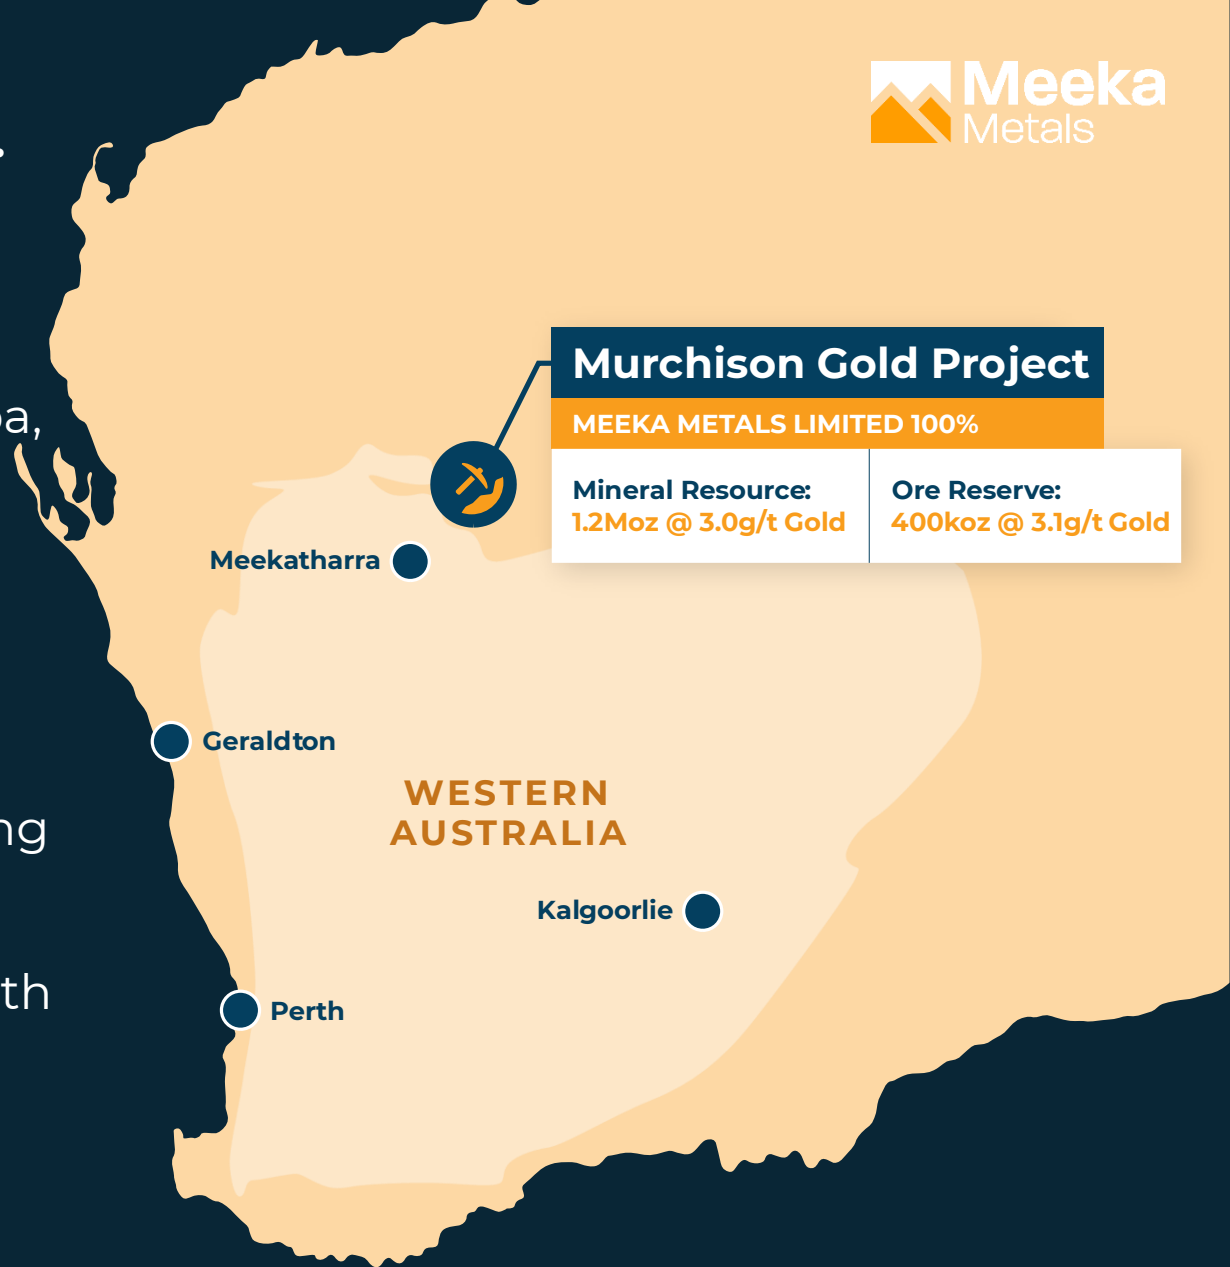 Meeka
Metals
Murchison Gold Project
MEEKA METALS LIMITED 100%
Mineral Resource:
1.2Moz @ 3.0g/t Gold
Ore Reserve:
400koz @ 3.1g/t Gold
Meekatharra
Geraldton
WESTERN
AUSTRALIA
Kalgoorlie
Perth